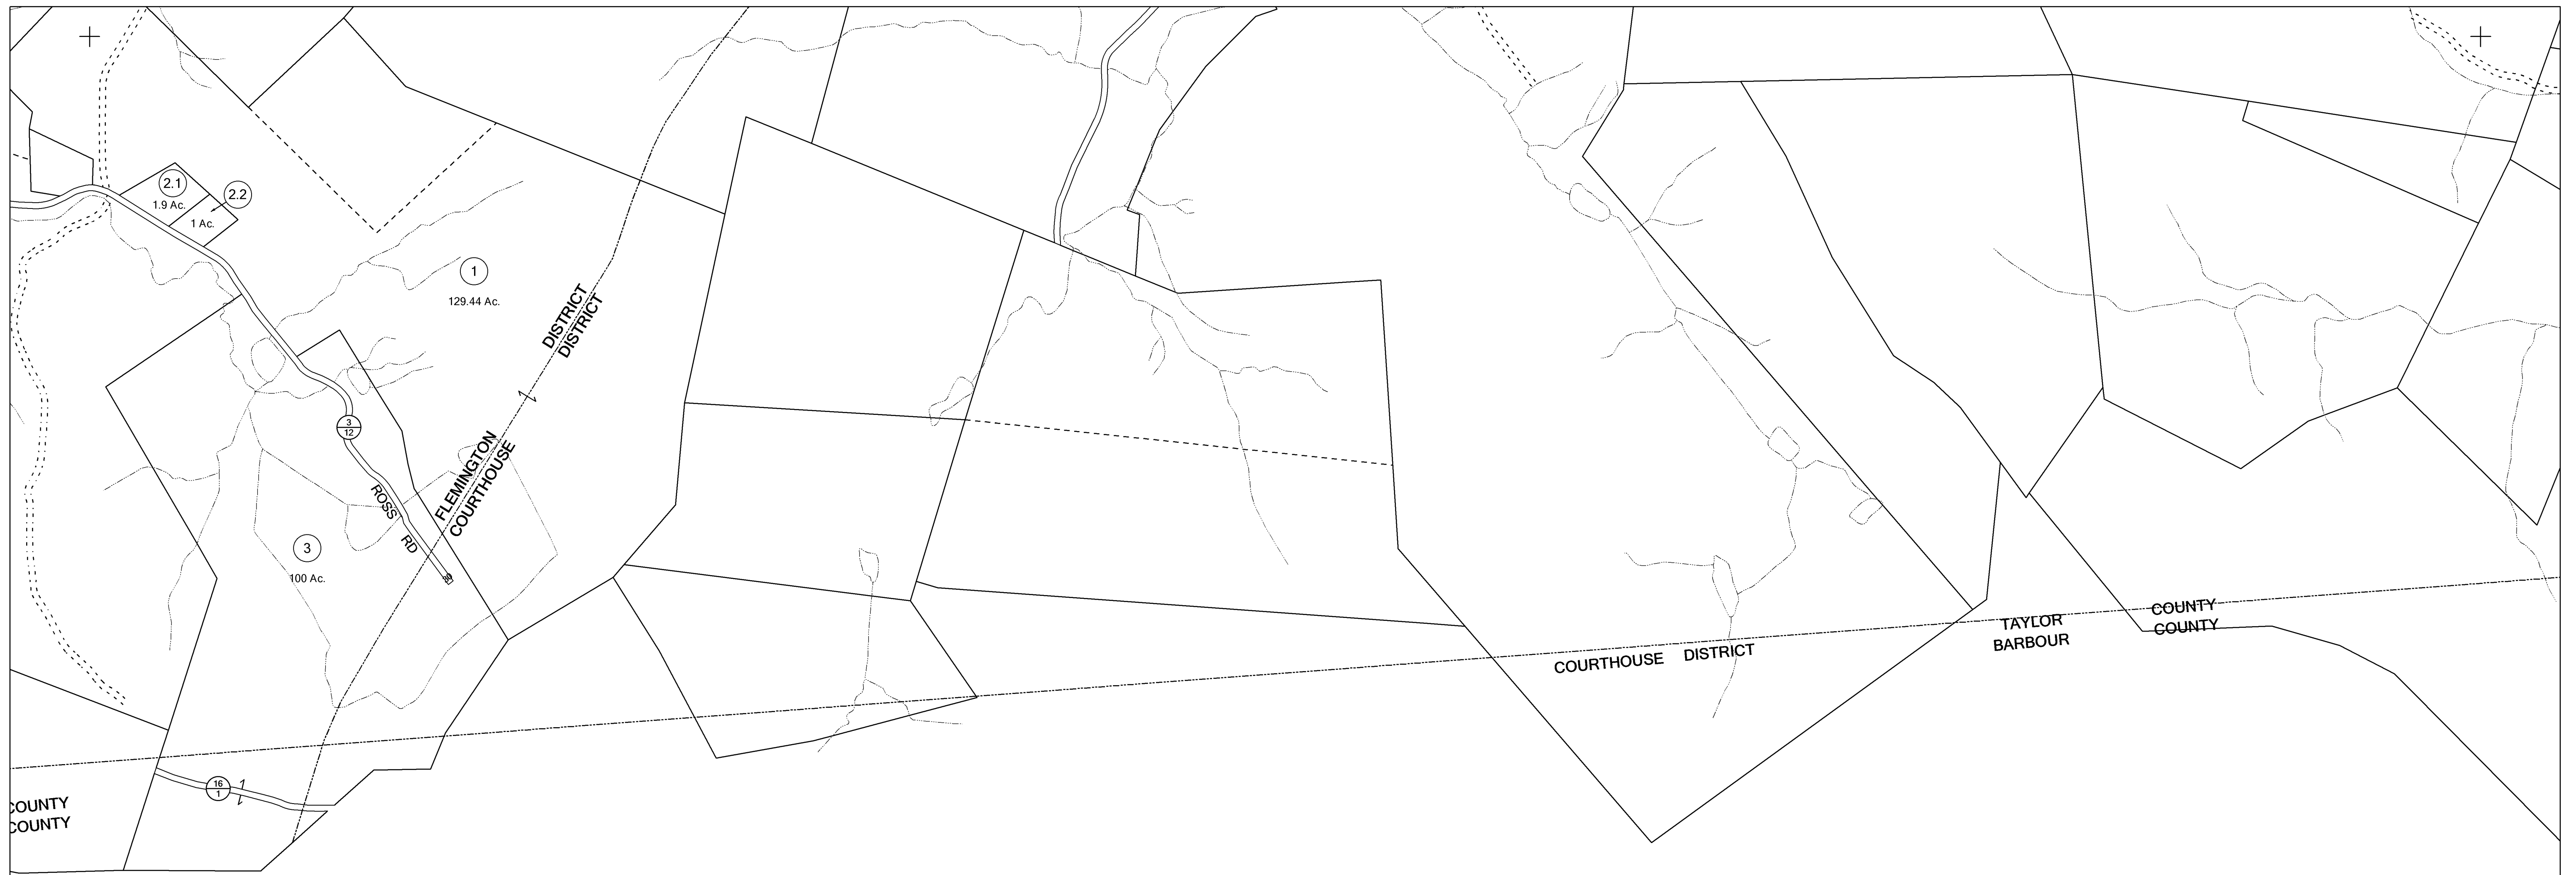 2.1
1.9 Ac.
2.2
1 Ac.
1
129.44 Ac.
DISTRICT
DISTRICT
3
12
FLEMINGTON
COURTHOUSE
ROSS RD
3
100 Ac.
COUNTY
COUNTY
TAYLOR
BARBOUR
COURTHOUSE DISTRICT
16
1
COUNTY
COUNTY